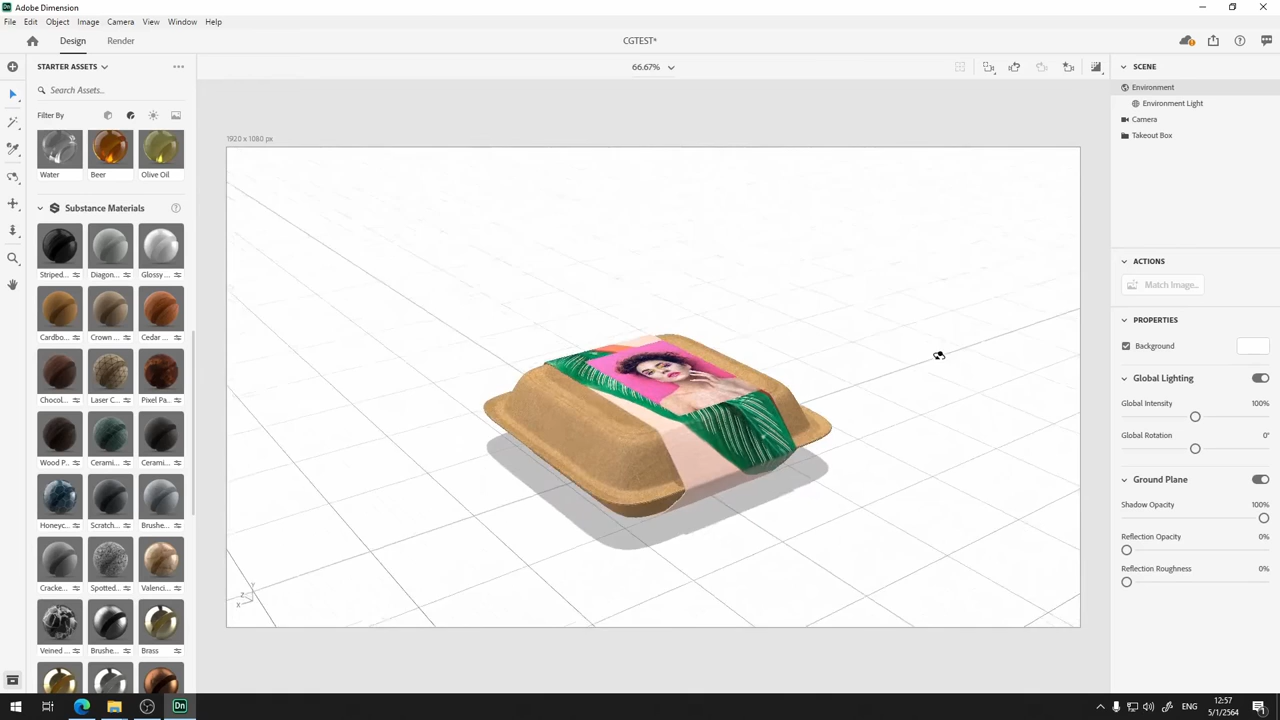 Adobe Dimension
File Edit Object Image Camera View Window Help
Design Render
CGTEST*
STARTER ASSETS
66.67%
SCENE
Search Assets...
Environment
Environment Light
Filter By
Camera
Takeout Box
1920 x 1080 px
Water Beer Olive Oil
Substance Materials
Striped... Diagon... Glossy ...
ACTIONS
Match Image...
Cardbo... Crown ... Cedar ...
PROPERTIES
Background
Chocol... Laser C... Pixel Pa...
Global Lighting
Global Intensity 100%
Global Rotation 0°
Wood P... Cerami... Cerami...
Ground Plane
Shadow Opacity 100%
Honeyc... Scratch... Brushe...
Reflection Opacity 0%
Reflection Roughness 0%
Cracke... Spotted... Valenci...
Y
Z
X
Veined ... Brushe... Brass
Dn
ENG
12:57
5/1/2564